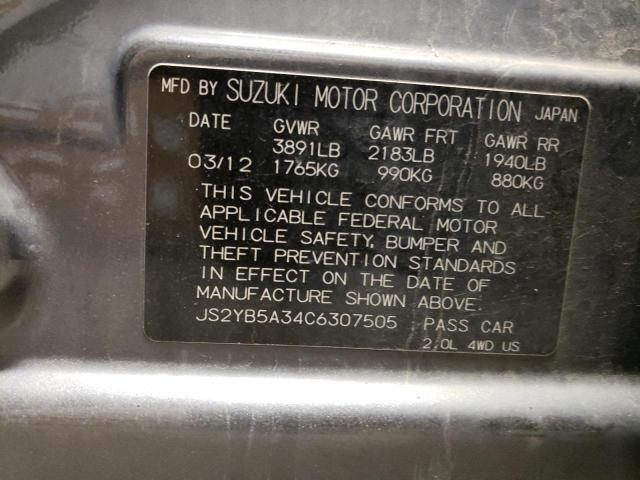 MFD BY SUZUKI MOTOR CORPORATION JAPAN
DATE GVWR GAWR FRT GAWR RR
3891LB 2183LB 1940LB
03/12 1765KG 990KG 880KG
THIS VEHICLE CONFORMS TO ALL
APPLICABLE FEDERAL MOTOR
VEHICLE SAFETY, BUMPER AND
THEFT PREVENTION STANDARDS
IN EFFECT ON THE DATE OF
MANUFACTURE SHOWN ABOVE.
JS2YB5A34C6307505 PASS CAR
2.0L 4WD US